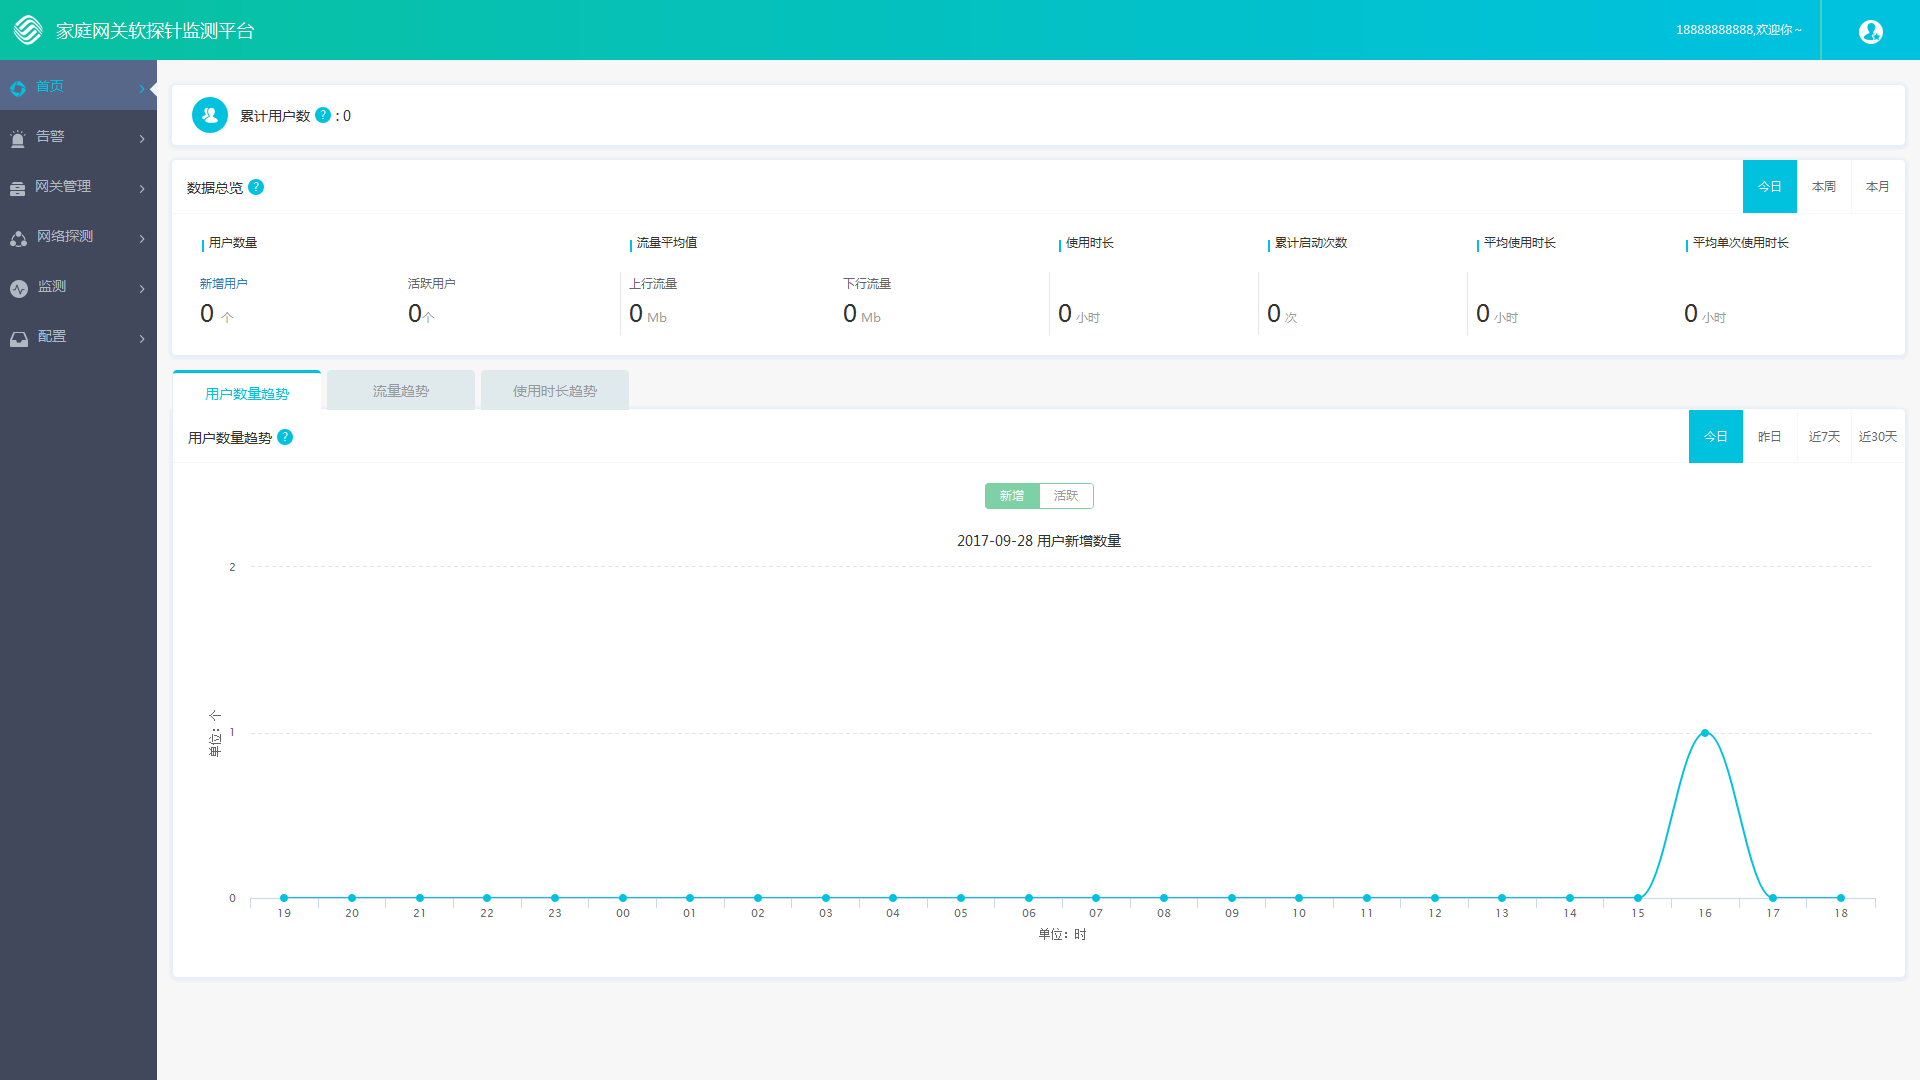 家庭网关软探针监测平台
18888888888,欢迎你~
首页
告警
网关管理
网络探测
监测
配置
累计用户数 ? : 0
数据总览 ?
今日 本周 本月
用户数量 流量平均值 使用时长 累计启动次数 平均使用时长 平均单次使用时长
新增用户 活跃用户 上行流量 下行流量
0 个 0个 0 Mb 0 Mb 0 小时 0 次 0 小时 0 小时
用户数量趋势 流量趋势 使用时长趋势
用户数量趋势 ?
今日 昨日 近7天 近30天
新增 活跃
2017-09-28 用户新增数量
2
1
0
单位：个
19 20 21 22 23 00 01 02 03 04 05 06 07 08 09 10 11 12 13 14 15 16 17 18
单位：时